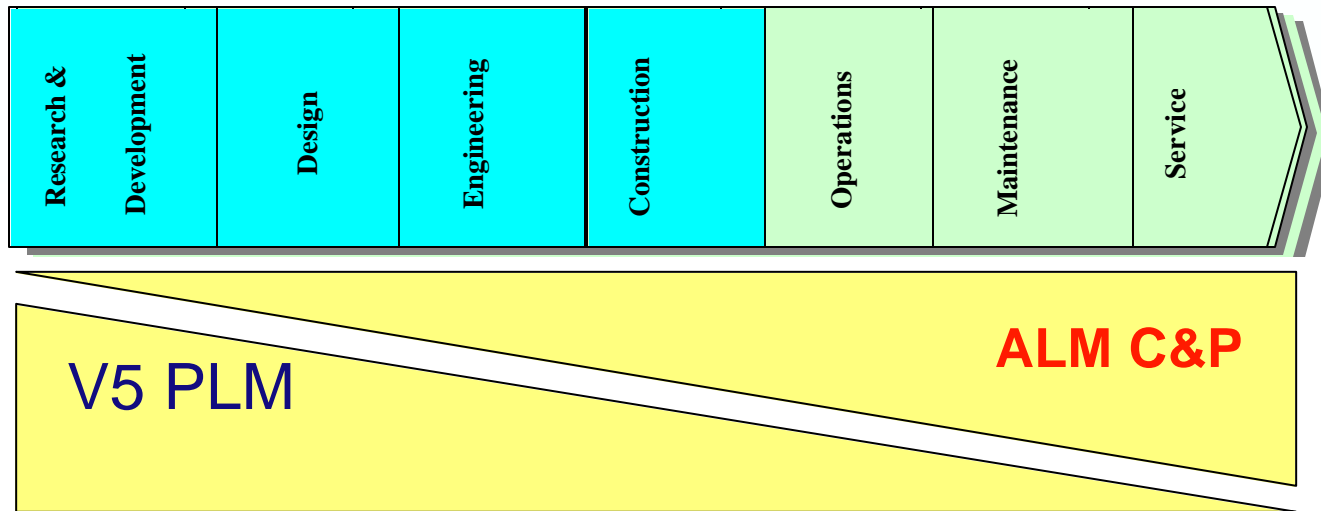 Research &
Development
Design
Engineering
Construction
Operations
Maintenance
Service
V5 PLM
ALM C&P